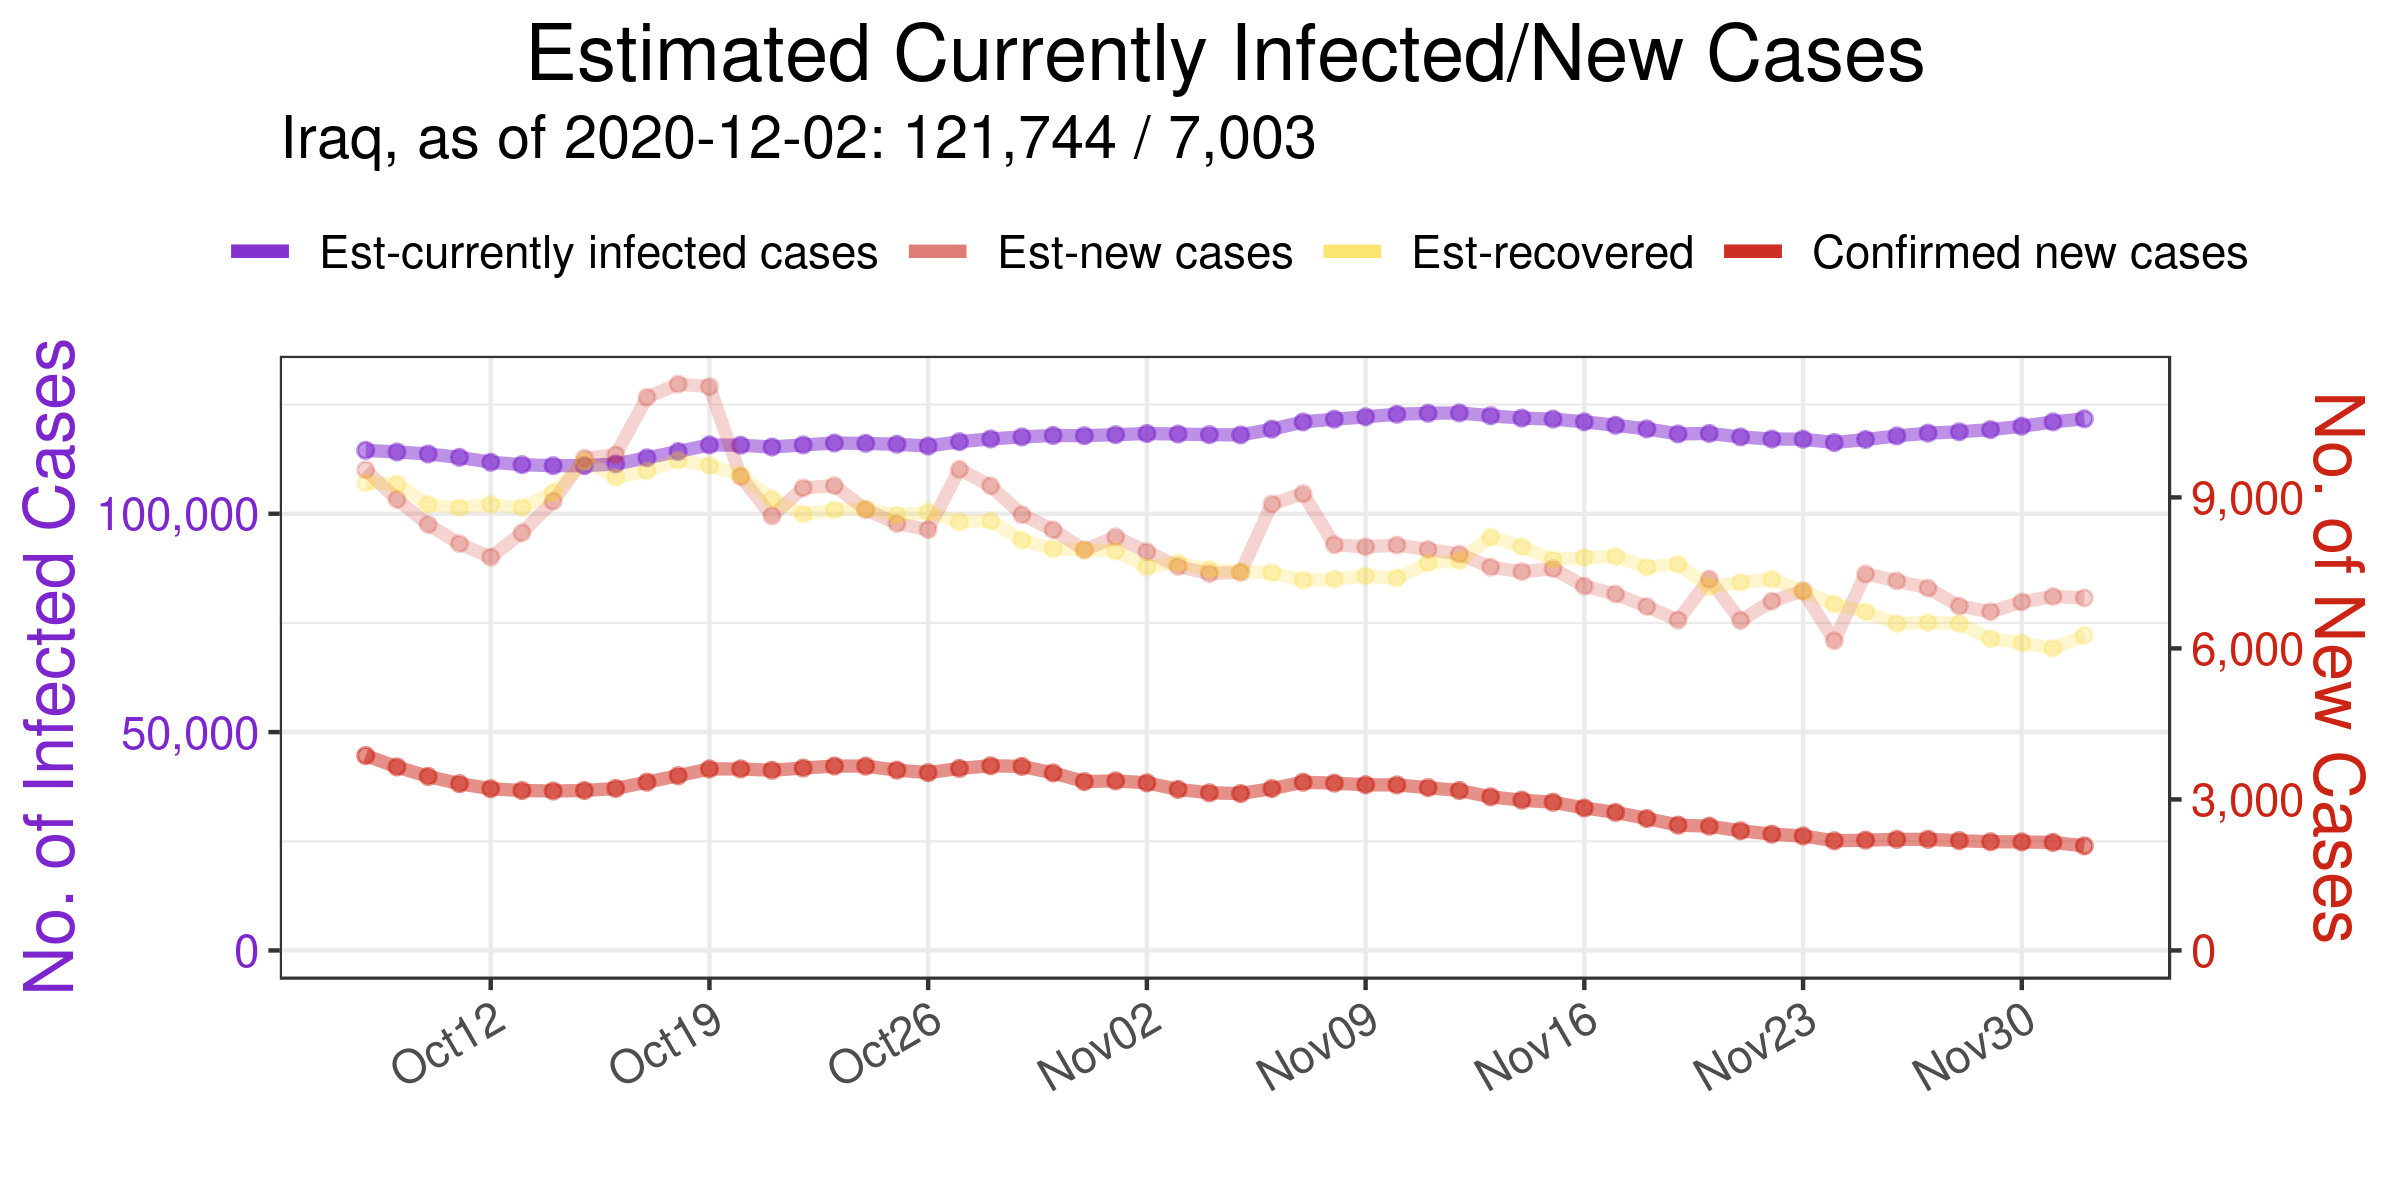 Estimated Currently Infected/New Cases
Iraq, as of 2020-12-02: 121,744 / 7,003
Est-currently infected cases Est-new cases Est-recovered Confirmed new cases
No. of Infected Cases
100,000
50,000
0
9,000
6,000
3,000
0
No. of New Cases
Oct12 Oct19 Oct26 Nov02 Nov09 Nov16 Nov23 Nov30